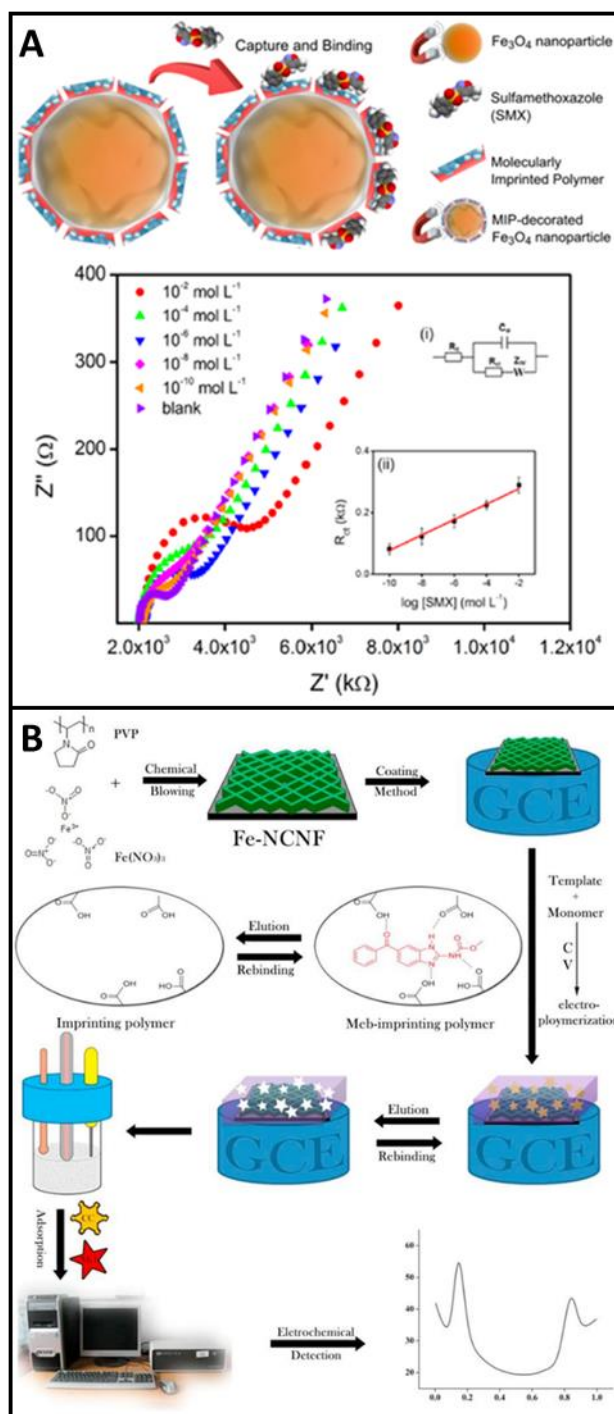 A
Capture and Binding
Fe₃O₄ nanoparticle
Sulfamethoxazole
(SMX)
Molecularly
Imprinted Polymer
MIP-decorated
Fe₃O₄ nanoparticle
400
300
200
100
Z'' (Ω)
10⁻² mol L⁻¹
10⁻⁴ mol L⁻¹
10⁻⁶ mol L⁻¹
10⁻⁸ mol L⁻¹
10⁻¹⁰ mol L⁻¹
blank
(i)
(ii)
0.4
0.2
0.0
R_ct (kΩ)
-10 -8 -6 -4 -2
log [SMX] (mol L⁻¹)
2.0x10³ 4.0x10³ 6.0x10³ 8.0x10³ 1.0x10⁴ 1.2x10⁴
Z' (kΩ)
B
n
PVP
N
O
+
Chemical
Blowing
Fe-NCNF
Coating
Method
GCE
Fe³⁺
Fe(NO₃)₃
Template
+
Monomer
C
V
electro-
ploymerization
Elution
Rebinding
Imprinting polymer
Meb-imprinting polymer
GCE
Elution
Rebinding
GCE
Adsorption
CC
Eletrochemical
Detection
60
50
40
30
20
0.0 0.2 0.4 0.6 0.8 1.0